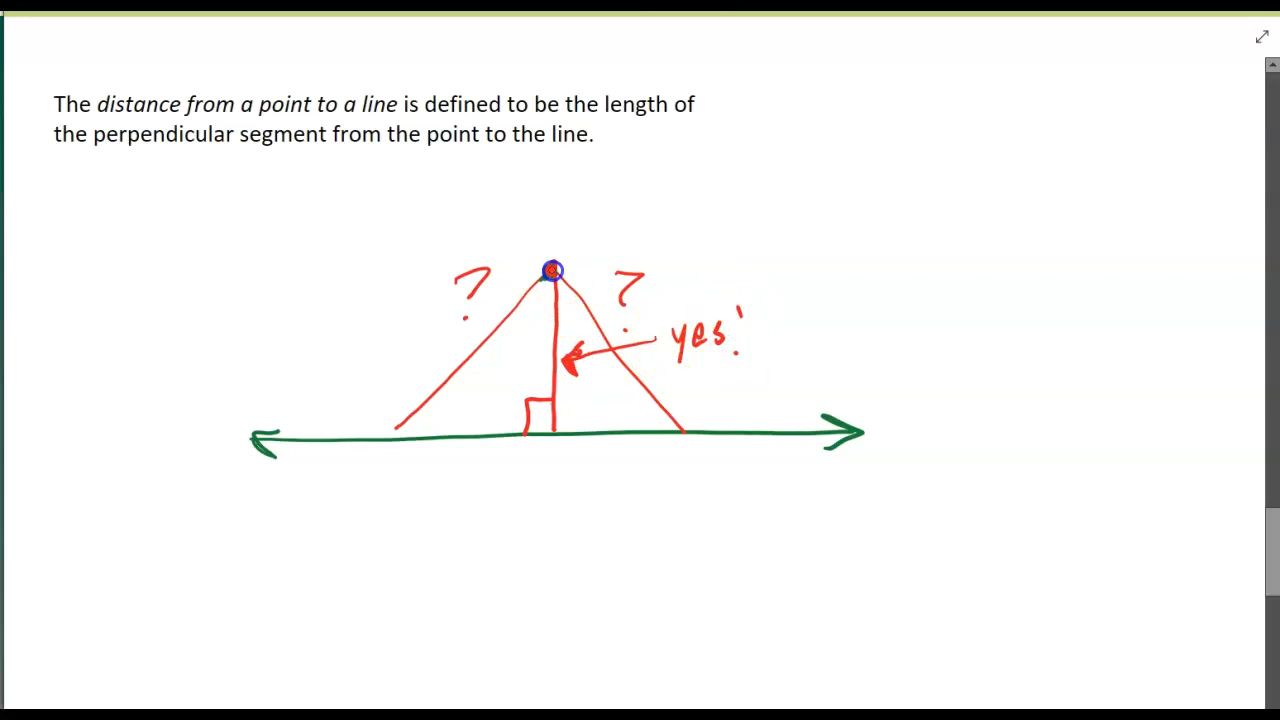 The distance from a point to a line is defined to be the length of
the perpendicular segment from the point to the line.
? ?
yes!